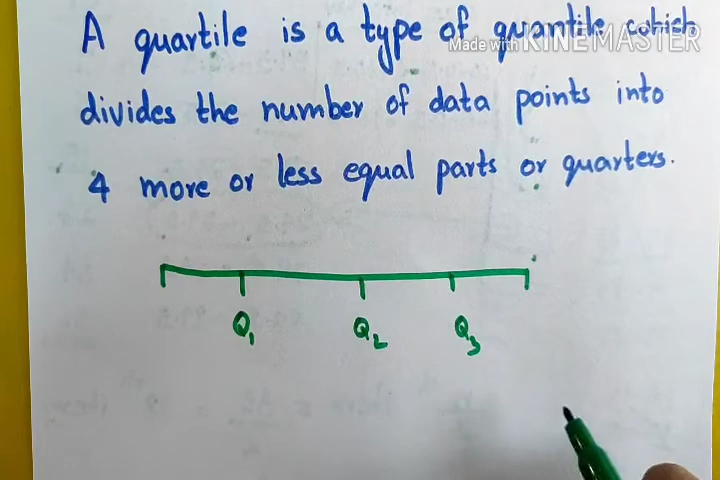 A quartile is a type of quantile which
Made with KINEMASTER
divides the number of data points into
4 more or less equal parts or quarters.
Q1 Q2 Q3